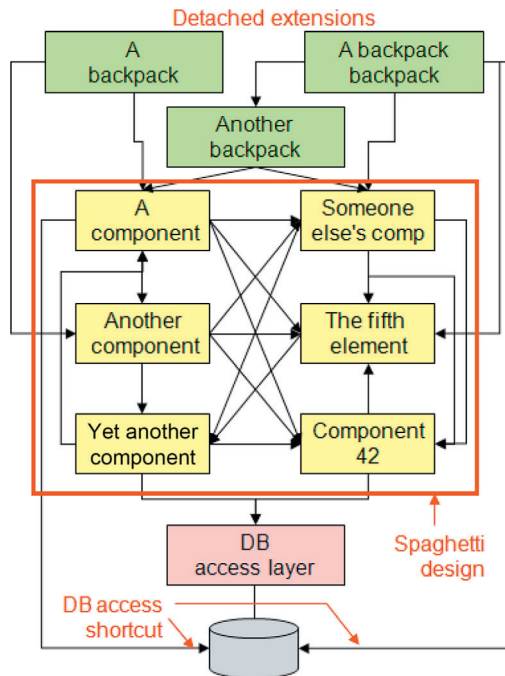 Detached extensions
A
backpack
A backpack
backpack
Another
backpack
A
component
Someone
else's comp
Another
component
The fifth
element
Yet another
component
Component
42
DB
access layer
Spaghetti
design
DB access
shortcut